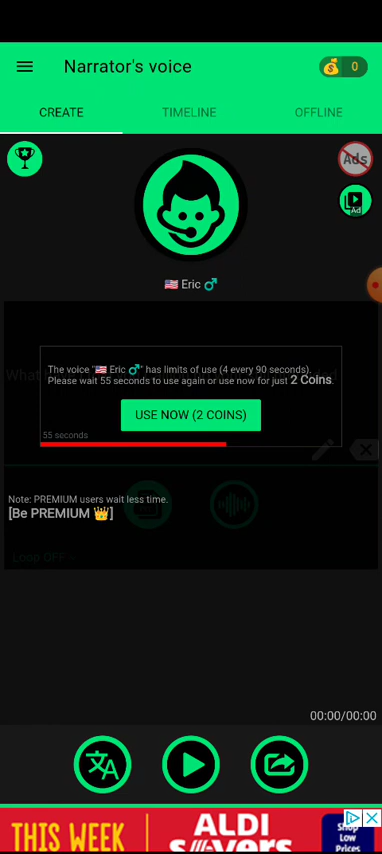 Narrator's voice
💰 0
CREATE
TIMELINE
OFFLINE
Ads
Ad
🇺🇸 Eric ♂
The voice "🇺🇸 Eric ♂" has limits of use (4 every 90 seconds).
Please wait 55 seconds to use again or use now for just 2 Coins.
USE NOW (2 COINS)
55 seconds
Note: PREMIUM users wait less time.
[Be PREMIUM 👑]
Loop OFF
00:00/00:00
THIS WEEK
ALDI
Shop
Low
Prices